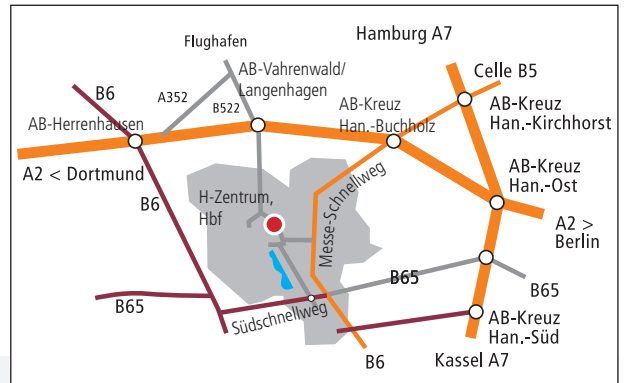 Hamburg A7
Flughafen
AB-Vahrenwald/
Langenhagen
Celle B5
B6
A352
B522
AB-Kreuz
Han.-Buchholz
AB-Kreuz
Han.-Kirchhorst
AB-Herrenhausen
A2 < Dortmund
AB-Kreuz
Han.-Ost
H-Zentrum,
Hbf
B6
Messe-Schnellweg
A2 >
Berlin
B65
B65
B65
Südschnellweg
AB-Kreuz
Han.-Süd
B6
Kassel A7